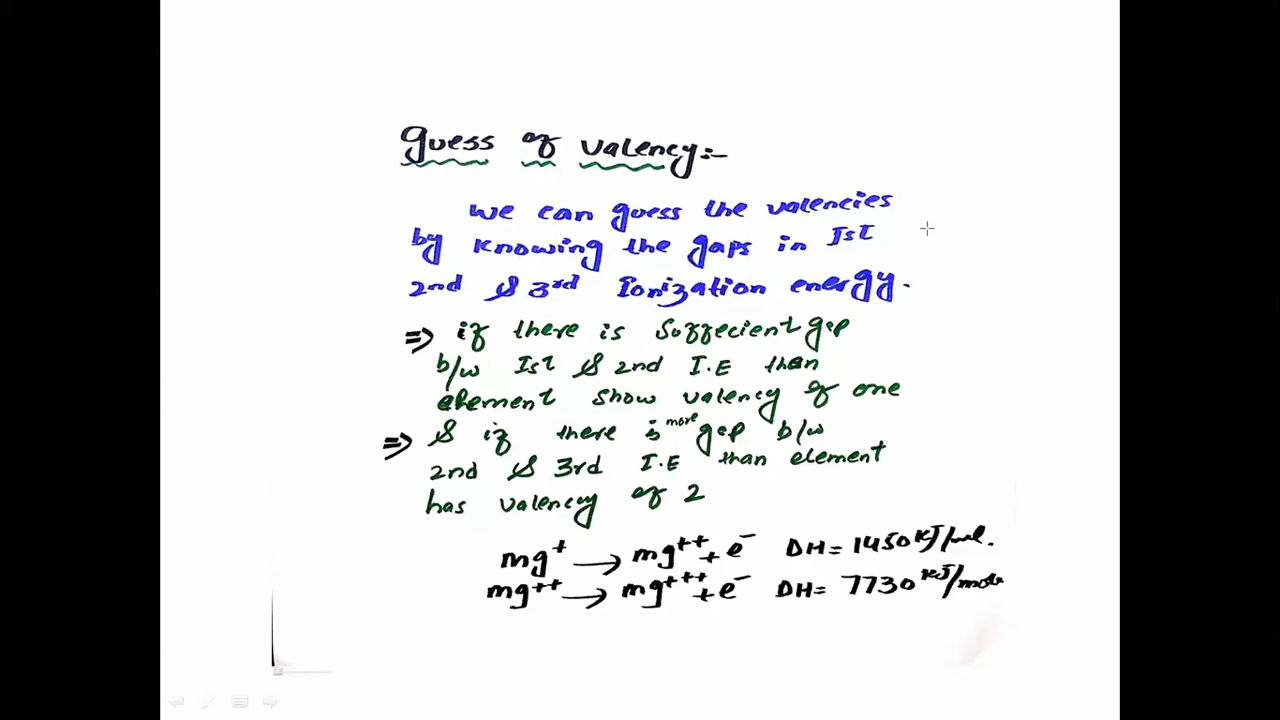 Guess of valency:-
we can guess the valencies
by knowing the gaps in Ist
2nd & 3rd Ionization energy.
⇒ if there is suffecient gap
b/w Ist & 2nd I.E than
element show valency of one
⇒ & if there is more gap b/w
2nd & 3rd I.E than element
has valency of 2
mg⁺ → mg⁺⁺ + e⁻ DH = 1450 KJ/mol.
mg⁺⁺ → mg⁺⁺⁺ + e⁻ DH = 7730 KJ/mole